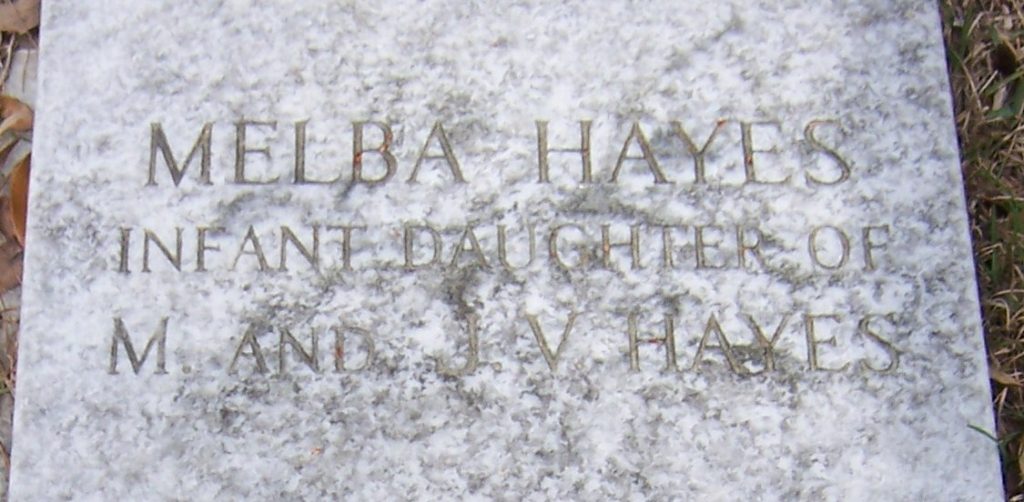 MELBA HAYES
INFANT DAUGHTER OF
M. AND J.V HAYES